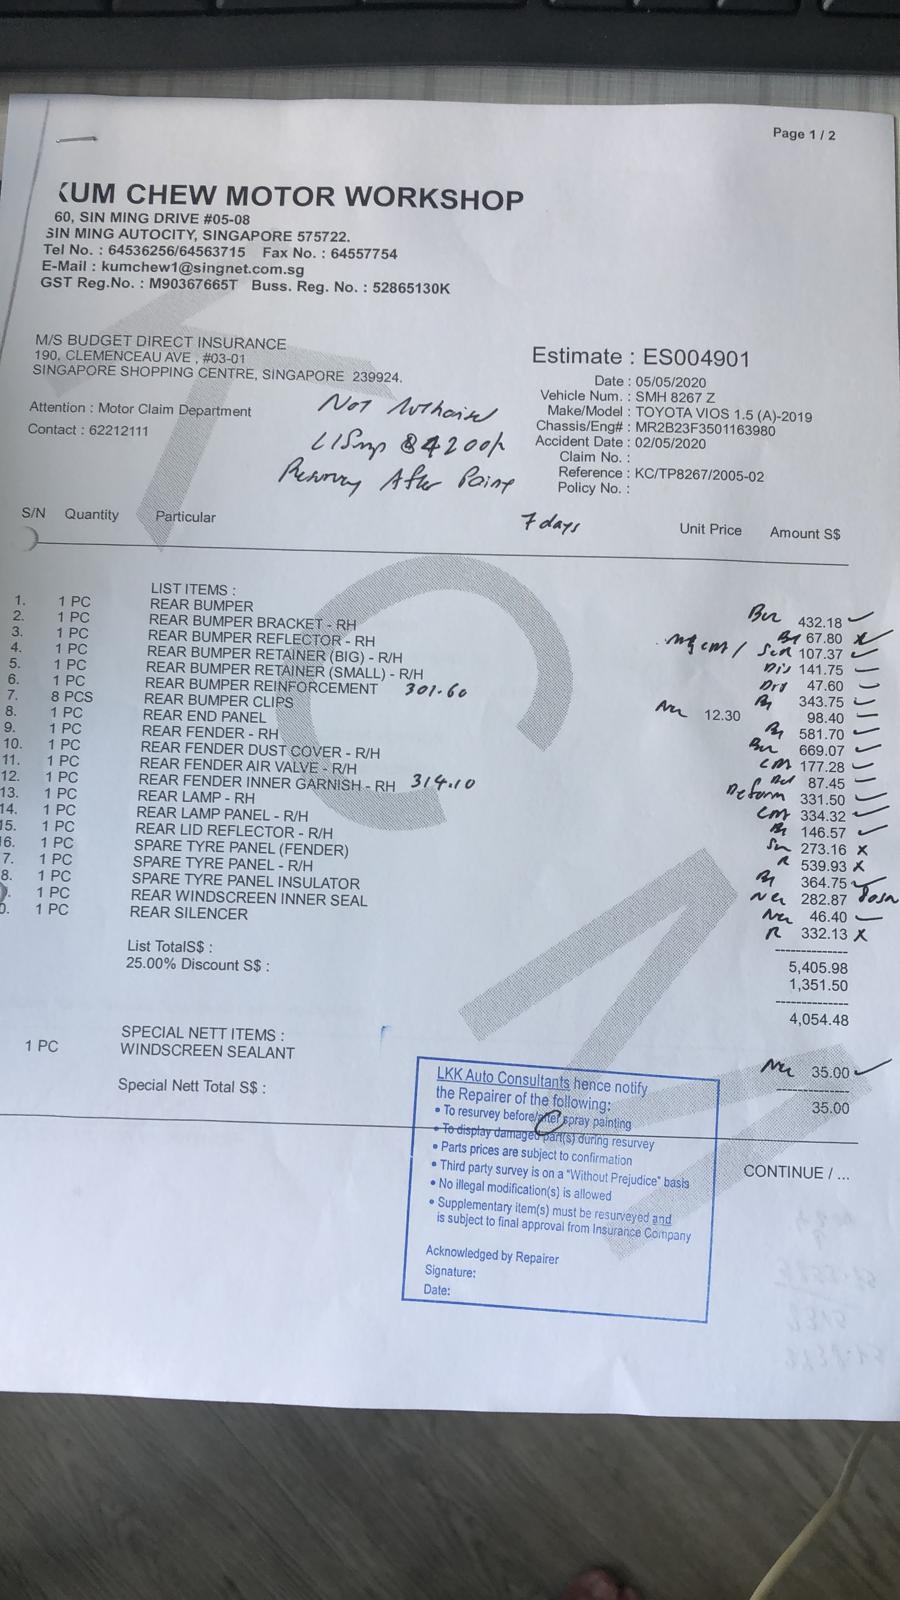 Page 1 / 2
KUM CHEW MOTOR WORKSHOP
60, SIN MING DRIVE #05-08
SIN MING AUTOCITY, SINGAPORE 575722.
Tel No. : 64536256/64563715 Fax No. : 64557754
E-Mail : kumchew1@singnet.com.sg
GST Reg.No. : M90367665T Buss. Reg. No. : 52865130K
M/S BUDGET DIRECT INSURANCE
190, CLEMENCEAU AVE , #03-01
SINGAPORE SHOPPING CENTRE, SINGAPORE 239924.
Attention : Motor Claim Department
Contact : 62212111
Estimate : ES004901
Date : 05/05/2020
Vehicle Num. : SMH 8267 Z
Make/Model : TOYOTA VIOS 1.5 (A)-2019
Chassis/Eng# : MR2B23F3501163980
Accident Date : 02/05/2020
Claim No. :
Reference : KC/TP8267/2005-02
Policy No. :
Not
After
7 days
S/N Quantity Particular Unit Price Amount S$
LIST ITEMS :
1. 1 PC REAR BUMPER 432.18
2. 1 PC REAR BUMPER BRACKET - RH 67.80
3. 1 PC REAR BUMPER REFLECTOR - RH 107.37
4. 1 PC REAR BUMPER RETAINER (BIG) - R/H 141.75
5. 1 PC REAR BUMPER RETAINER (SMALL) - R/H 47.60
6. 1 PC REAR BUMPER REINFORCEMENT 301.60 343.75
7. 8 PCS REAR BUMPER CLIPS 12.30 98.40
8. 1 PC REAR END PANEL 581.70
9. 1 PC REAR FENDER - RH 669.07
10. 1 PC REAR FENDER DUST COVER - R/H 177.28
11. 1 PC REAR FENDER AIR VALVE - R/H 87.45
12. 1 PC REAR FENDER INNER GARNISH - RH 314.10 Deform 331.50
13. 1 PC REAR LAMP - RH 334.32
14. 1 PC REAR LAMP PANEL - R/H 146.57
15. 1 PC REAR LID REFLECTOR - R/H 273.16 x
6. 1 PC SPARE TYRE PANEL (FENDER) R 539.93 x
7. 1 PC SPARE TYRE PANEL - R/H 364.75
8. 1 PC SPARE TYRE PANEL INSULATOR 282.87
. 1 PC REAR WINDSCREEN INNER SEAL 46.40
0. 1 PC REAR SILENCER R 332.13 x
List TotalS$ : 5,405.98
25.00% Discount S$ : 1,351.50
4,054.48
SPECIAL NETT ITEMS :
1 PC WINDSCREEN SEALANT 35.00
Special Nett Total S$ : 35.00
LKK Auto Consultants hence notify
the Repairer of the following:
• To resurvey before/after spray painting
• To display damaged part(s) during resurvey
• Parts prices are subject to confirmation
• Third party survey is on a "Without Prejudice" basis
• No illegal modification(s) is allowed
• Supplementary item(s) must be resurveyed and
is subject to final approval from Insurance Company
Acknowledged by Repairer
Signature:
Date:
CONTINUE / ...